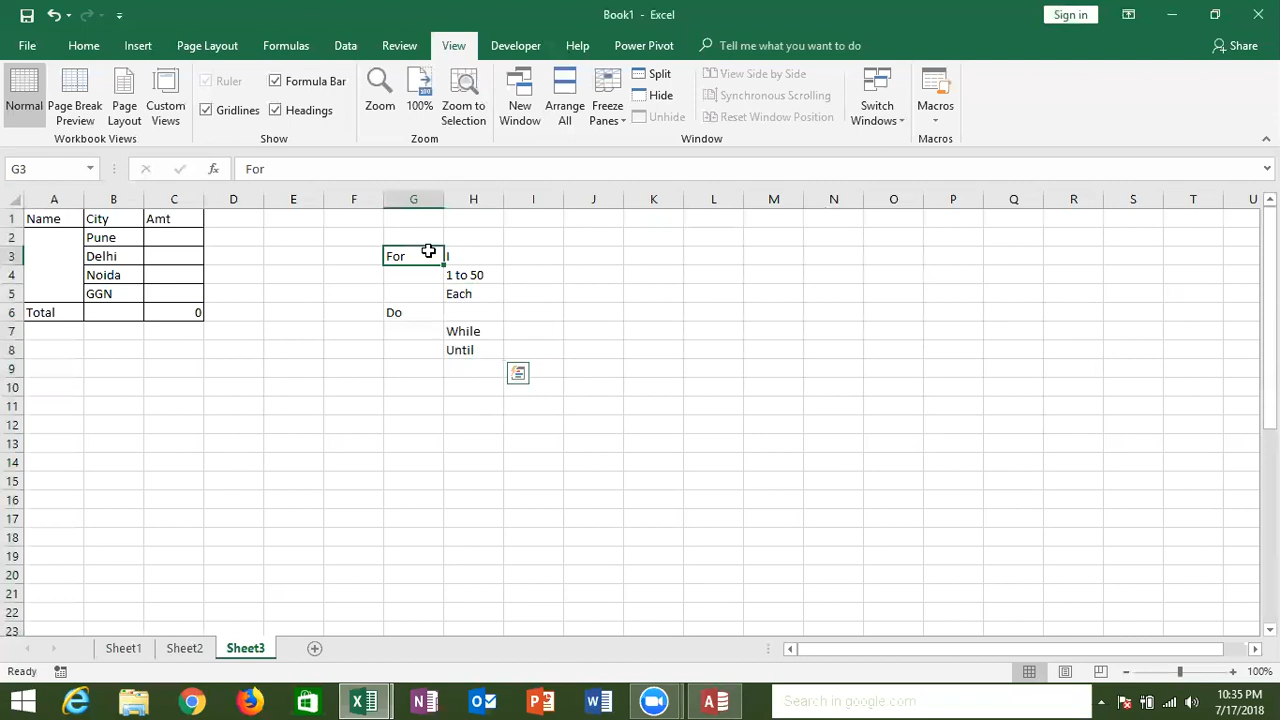 Book1 - Excel
Sign in
File Home Insert Page Layout Formulas Data Review View Developer Help Power Pivot Tell me what you want to do Share
Normal
Page Break Preview
Page Layout
Custom Views
Workbook Views
Ruler
Gridlines
Formula Bar
Headings
Show
Zoom
100%
Zoom to Selection
Zoom
New Window
Arrange All
Freeze Panes
Split
Hide
Unhide
View Side by Side
Synchronous Scrolling
Reset Window Position
Window
Switch Windows
Macros
Macros
G3 fx For
A B C D E F G H I J K L M N O P Q R S T U
1 Name City Amt
2 Pune
3 Delhi For I
4 Noida 1 to 50
5 GGN Each
6 Total 0 Do
7 While
8 Until
9
10
11
12
13
14
15
16
17
18
19
20
21
22
23
Sheet1 Sheet2 Sheet3
Ready 100%
Search in google.com
10:35 PM
7/17/2018